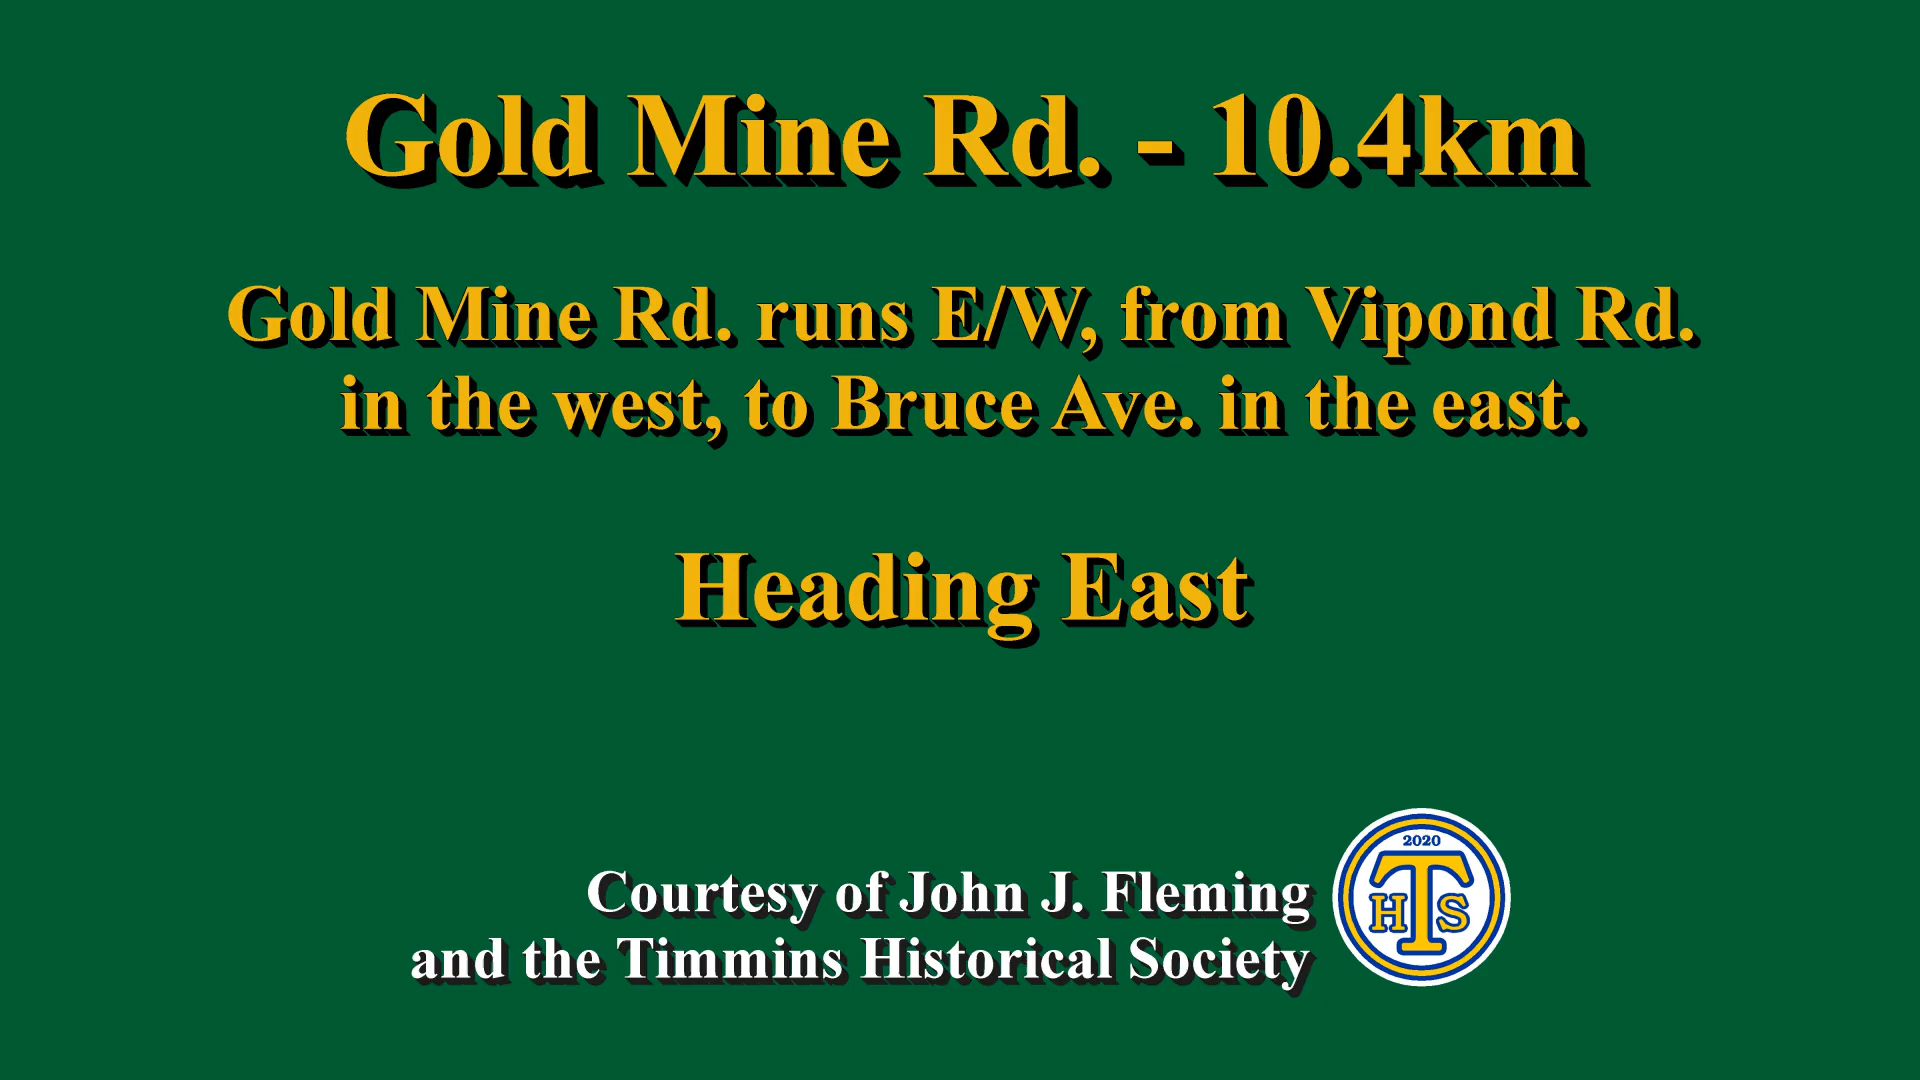 Gold Mine Rd. - 10.4km
Gold Mine Rd. runs E/W, from Vipond Rd.
in the west, to Bruce Ave. in the east.
Heading East
Courtesy of John J. Fleming
and the Timmins Historical Society
2020
T
H S